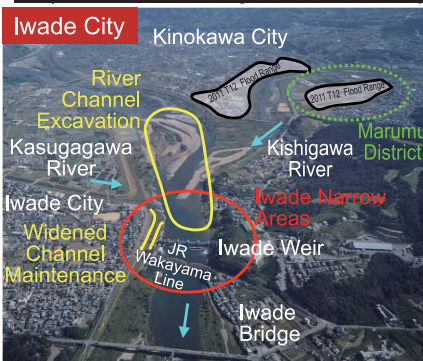 Iwade City
Kinokawa City
2011 T12 Flood Range
2011 T12 Flood Range
River
Channel
Excavation
Marumu
District
Kasugagawa
River
Kishigawa
River
Iwade City
Iwade Narrow
Areas
Widened
Channel
Maintenance
JR
Wakayama
Line
Iwade Weir
Iwade
Bridge